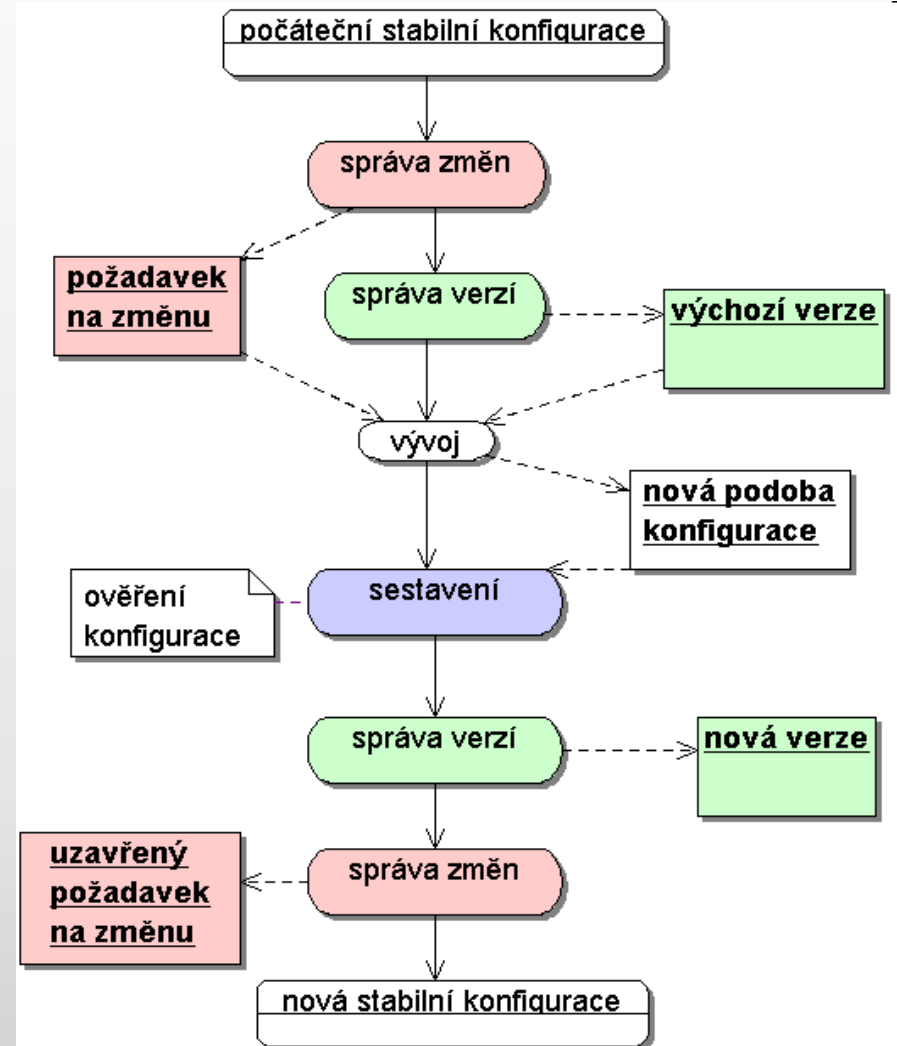 počáteční stabilní konfigurace
správa změn
požadavek
na změnu
správa verzí
výchozí verze
vývoj
nová podoba
konfigurace
sestavení
ověření
konfigurace
správa verzí
nová verze
správa změn
uzavřený
požadavek
na změnu
nová stabilní konfigurace